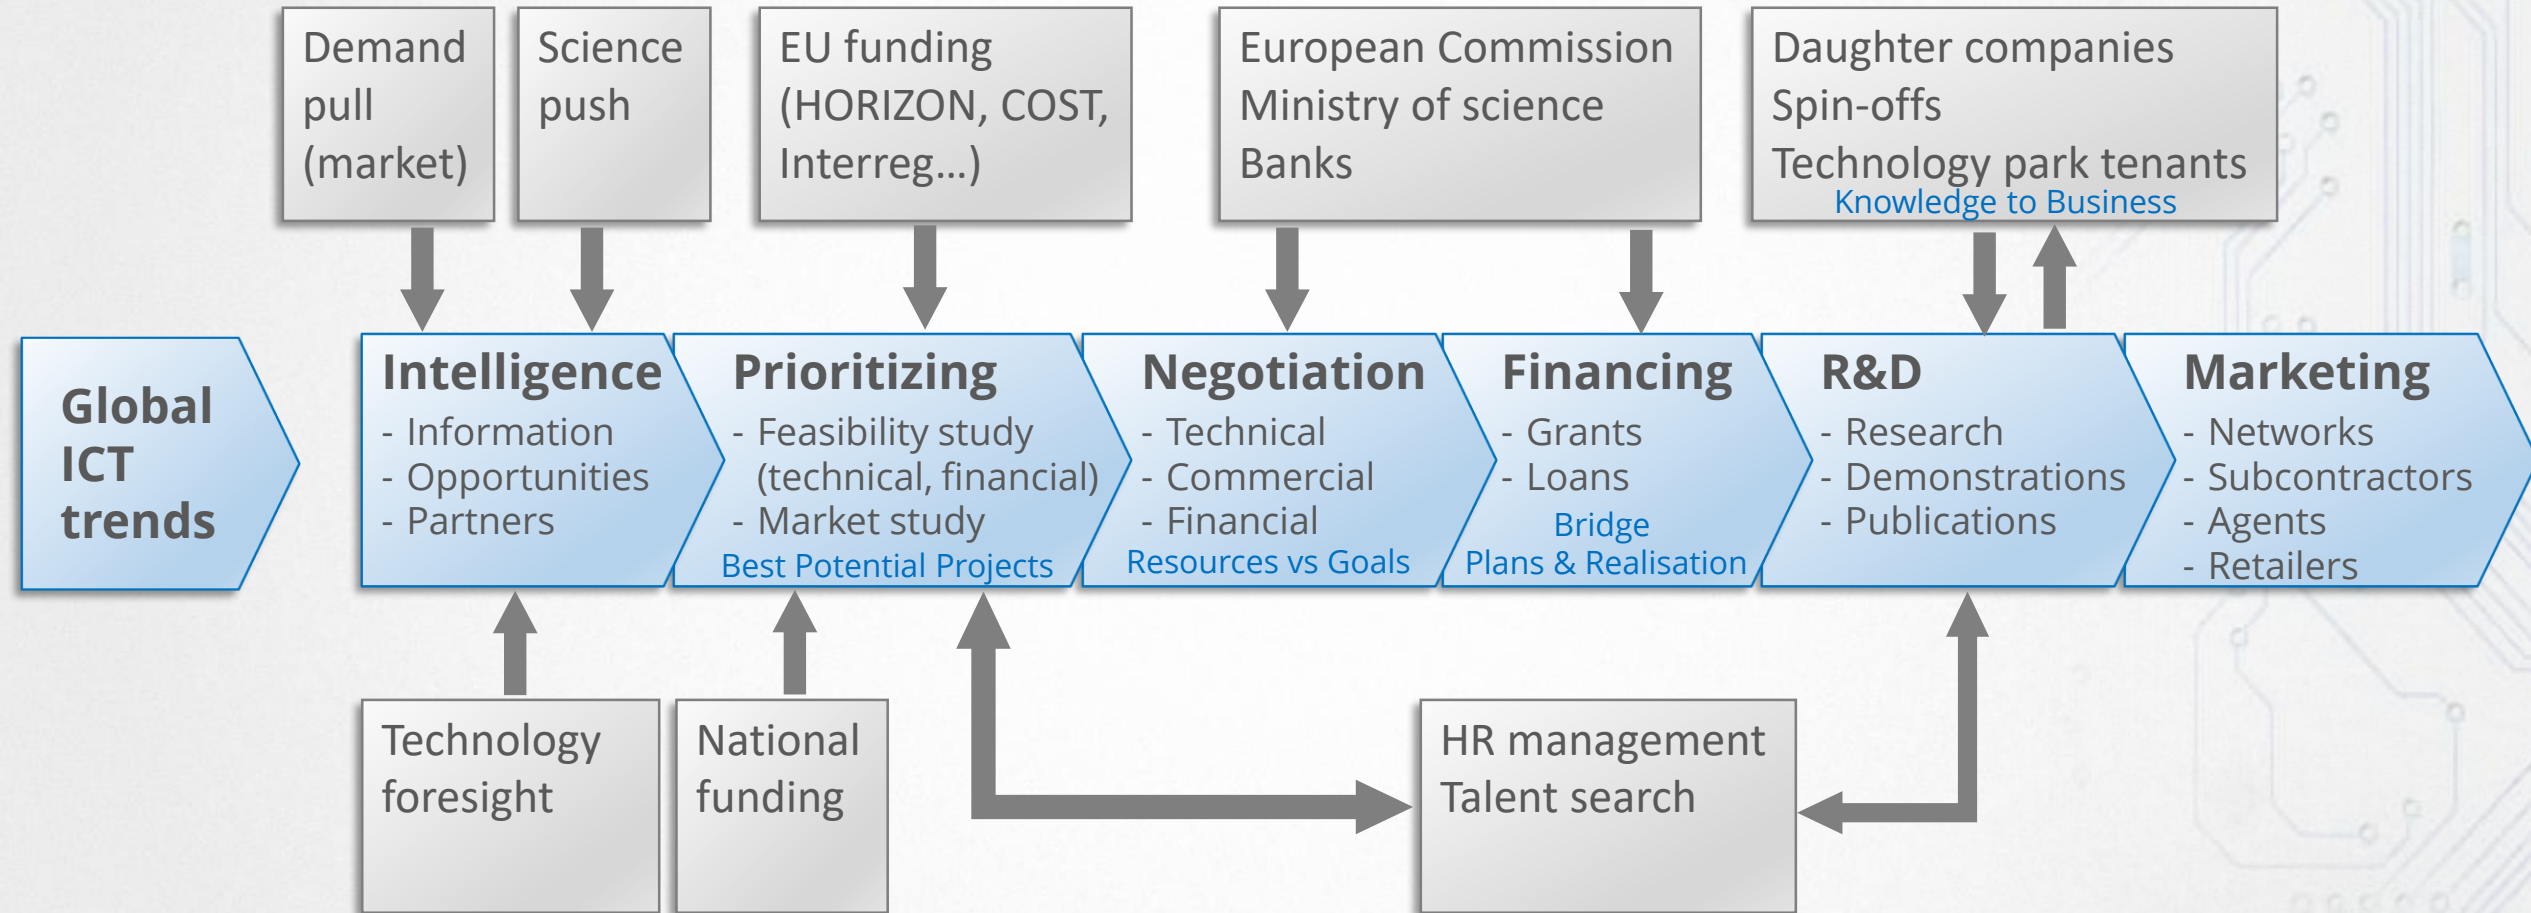 Demand
pull
(market)
Science
push
EU funding
(HORIZON, COST,
Interreg...)
European Commission
Ministry of science
Banks
Daughter companies
Spin-offs
Technology park tenants
Knowledge to Business
Global
ICT
trends
Intelligence
- Information
- Opportunities
- Partners
Prioritizing
- Feasibility study
(technical, financial)
- Market study
Best Potential Projects
Negotiation
- Technical
- Commercial
- Financial
Resources vs Goals
Financing
- Grants
- Loans
Bridge
Plans & Realisation
R&D
- Research
- Demonstrations
- Publications
Marketing
- Networks
- Subcontractors
- Agents
- Retailers
Technology
foresight
National
funding
HR management
Talent search